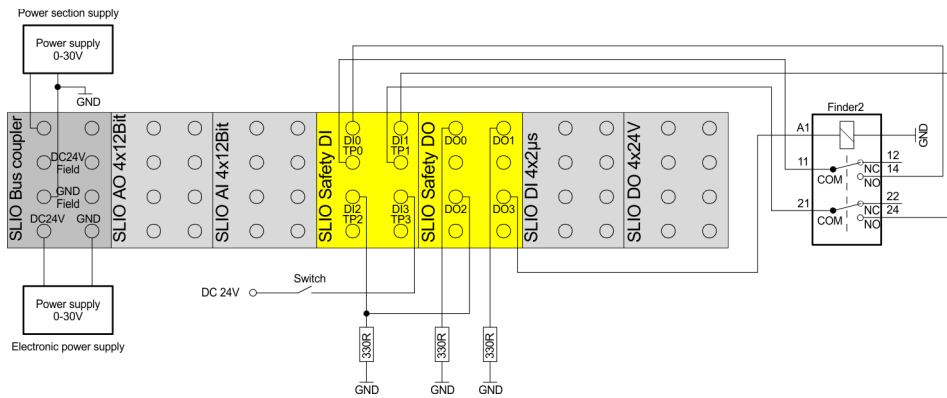 Power section supply
Power supply
0-30V
GND
SLIO Bus coupler
DC24V
Field
GND
Field
DC24V GND
SLIO AO 4x12Bit
SLIO AI 4x12Bit
SLIO Safety DI
DI0
TP0
DI1
TP1
DI2
TP2
DI3
TP3
SLIO Safety DO
DO0
DO1
DO2
DO3
SLIO DI 4x2µs
SLIO DO 4x24V
Finder2
A1
GND
11
COM
12
NC
14
NO
21
COM
22
NC
24
NO
Power supply
0-30V
Electronic power supply
DC 24V
Switch
330R
330R
330R
GND
GND
GND